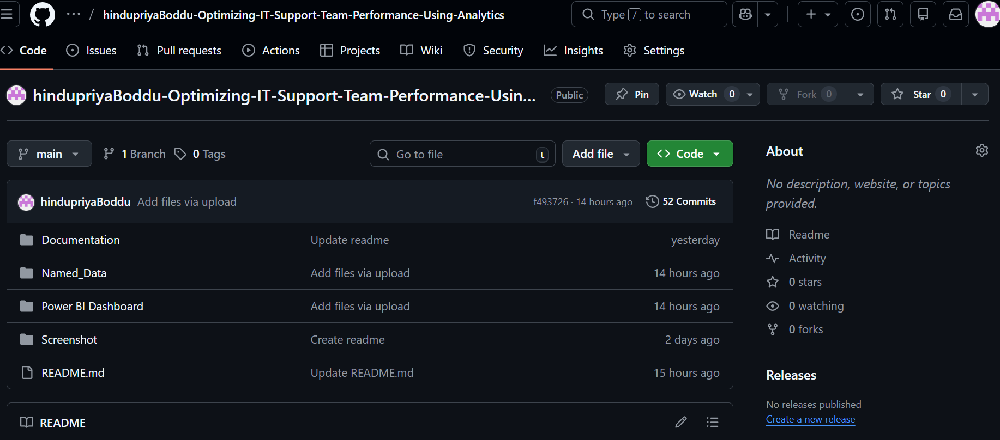 ... / hindupriyaBoddu-Optimizing-IT-Support-Team-Performance-Using-Analytics
Type / to search
Code Issues Pull requests Actions Projects Wiki Security Insights Settings
hindupriyaBoddu-Optimizing-IT-Support-Team-Performance-Usin... Public Pin Watch 0 Fork 0 Star 0
main 1 Branch 0 Tags Go to file t Add file Code
hindupriyaBoddu Add files via upload f493726 · 14 hours ago 52 Commits
Documentation Update readme yesterday
Named_Data Add files via upload 14 hours ago
Power BI Dashboard Add files via upload 14 hours ago
Screenshot Create readme 2 days ago
README.md Update README.md 15 hours ago
README
About
No description, website, or topics
provided.
Readme
Activity
0 stars
0 watching
0 forks
Releases
No releases published
Create a new release